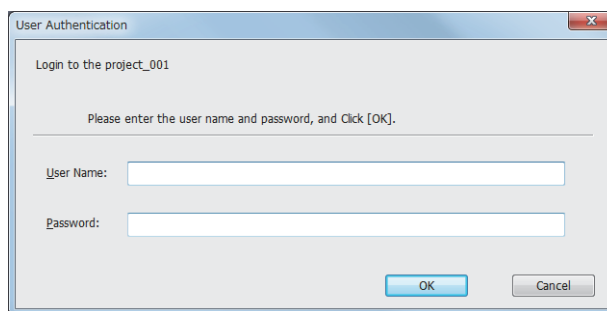 User Authentication
Login to the project_001
Please enter the user name and password, and Click [OK].
User Name:
Password:
OK Cancel